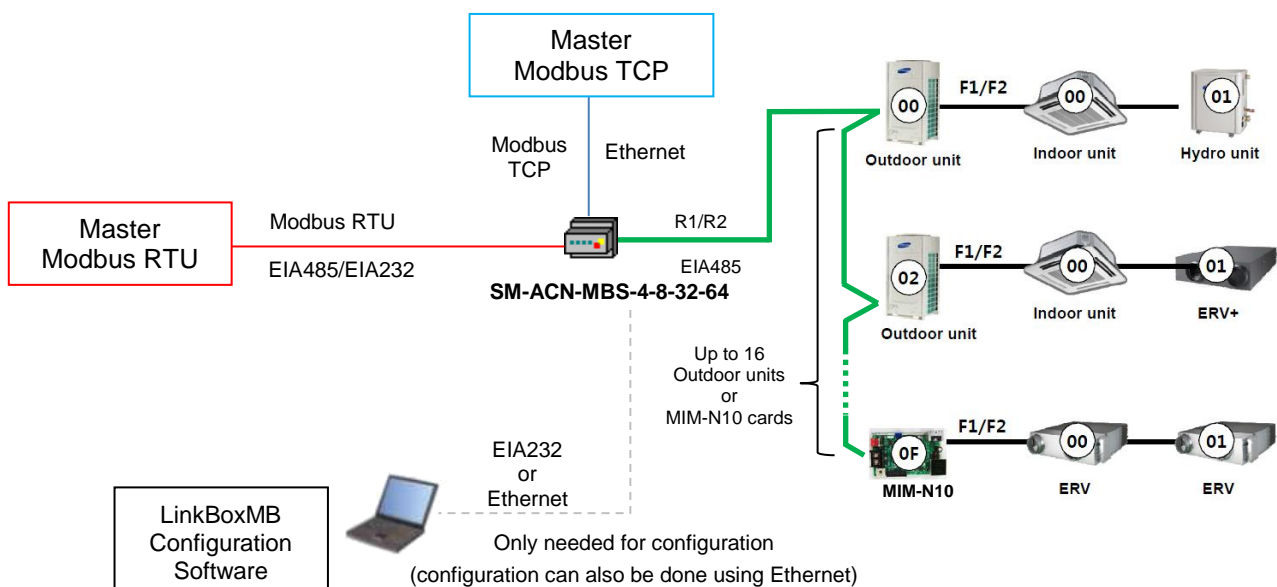 Master
Modbus TCP
Modbus
TCP
Ethernet
Master
Modbus RTU
Modbus RTU
EIA485/EIA232
R1/R2
EIA485
SM-ACN-MBS-4-8-32-64
00
F1/F2
00
01
Outdoor unit
Indoor unit
Hydro unit
02
F1/F2
00
01
Outdoor unit
Indoor unit
ERV+
Up to 16
Outdoor units
or
MIM-N10 cards
0F
F1/F2
00
01
MIM-N10
ERV
ERV
EIA232
or
Ethernet
LinkBoxMB
Configuration
Software
Only needed for configuration
(configuration can also be done using Ethernet)